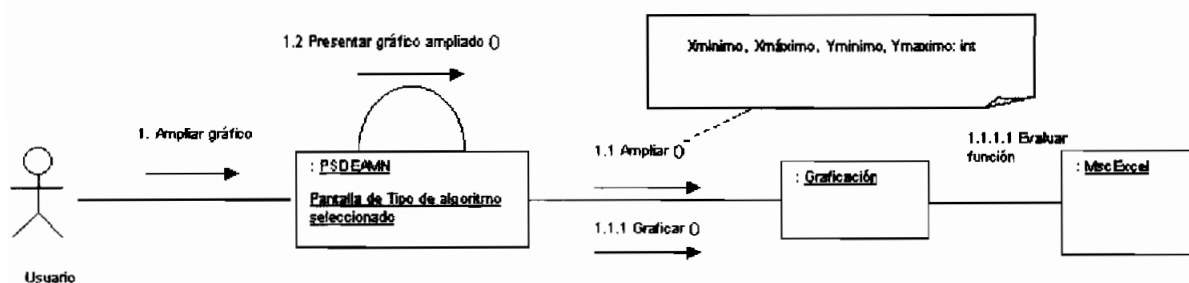 1.2 Presentar gráfico ampliado ()
Xmínimo, Xmáximo, Yminimo, Ymaximo: int
1. Ampliar gráfico
1.1 Ampliar ()
1.1.1.1 Evaluar
función
: PSDEAMN
Pantalla de Tipo de algoritmo
seleccionado
: Graficación
: MscExcel
1.1.1 Graficar ()
Usuario